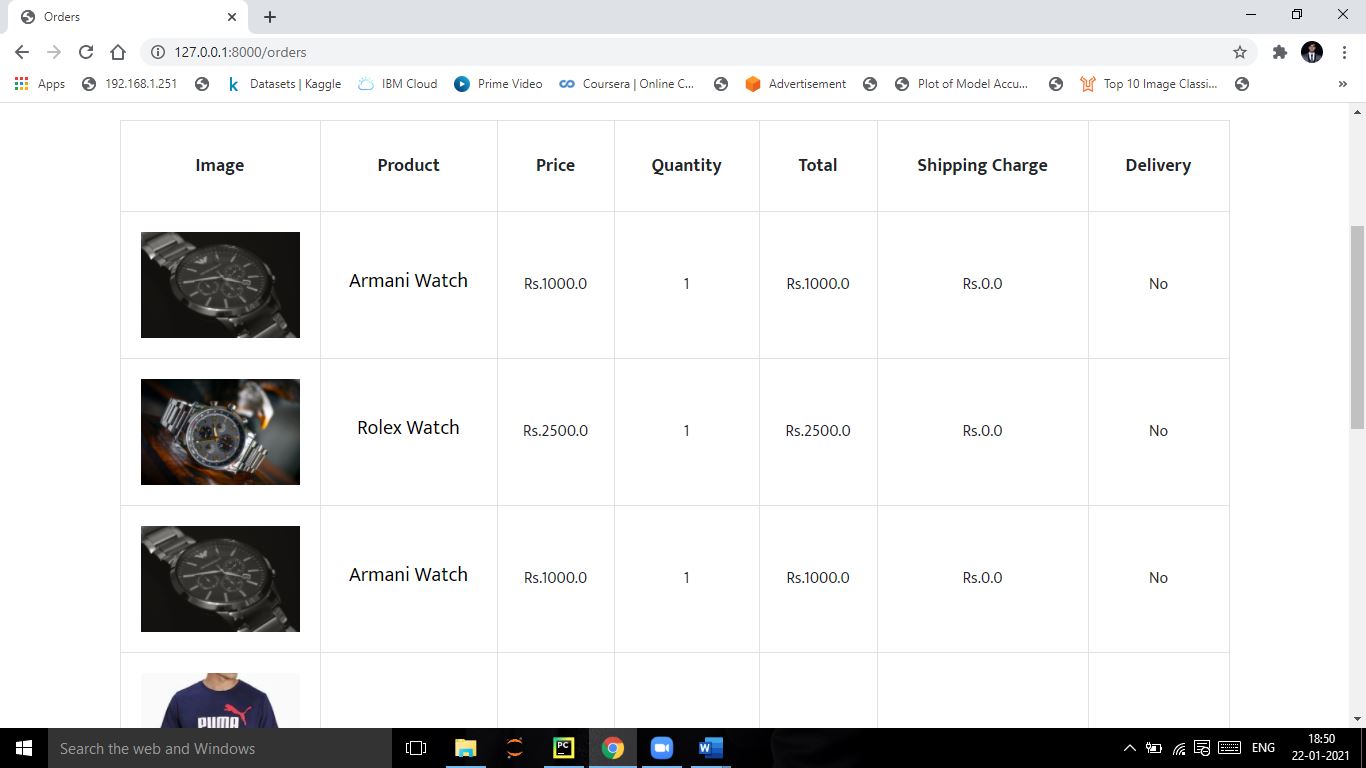 Orders
127.0.0.1:8000/orders
Apps 192.168.1.251 Datasets | Kaggle IBM Cloud Prime Video Coursera | Online C... Advertisement Plot of Model Accu... Top 10 Image Classi... »
Image Product Price Quantity Total Shipping Charge Delivery
Armani Watch Rs.1000.0 1 Rs.1000.0 Rs.0.0 No
Rolex Watch Rs.2500.0 1 Rs.2500.0 Rs.0.0 No
Armani Watch Rs.1000.0 1 Rs.1000.0 Rs.0.0 No
PUMA
Search the web and Windows
ENG
18:50
22-01-2021